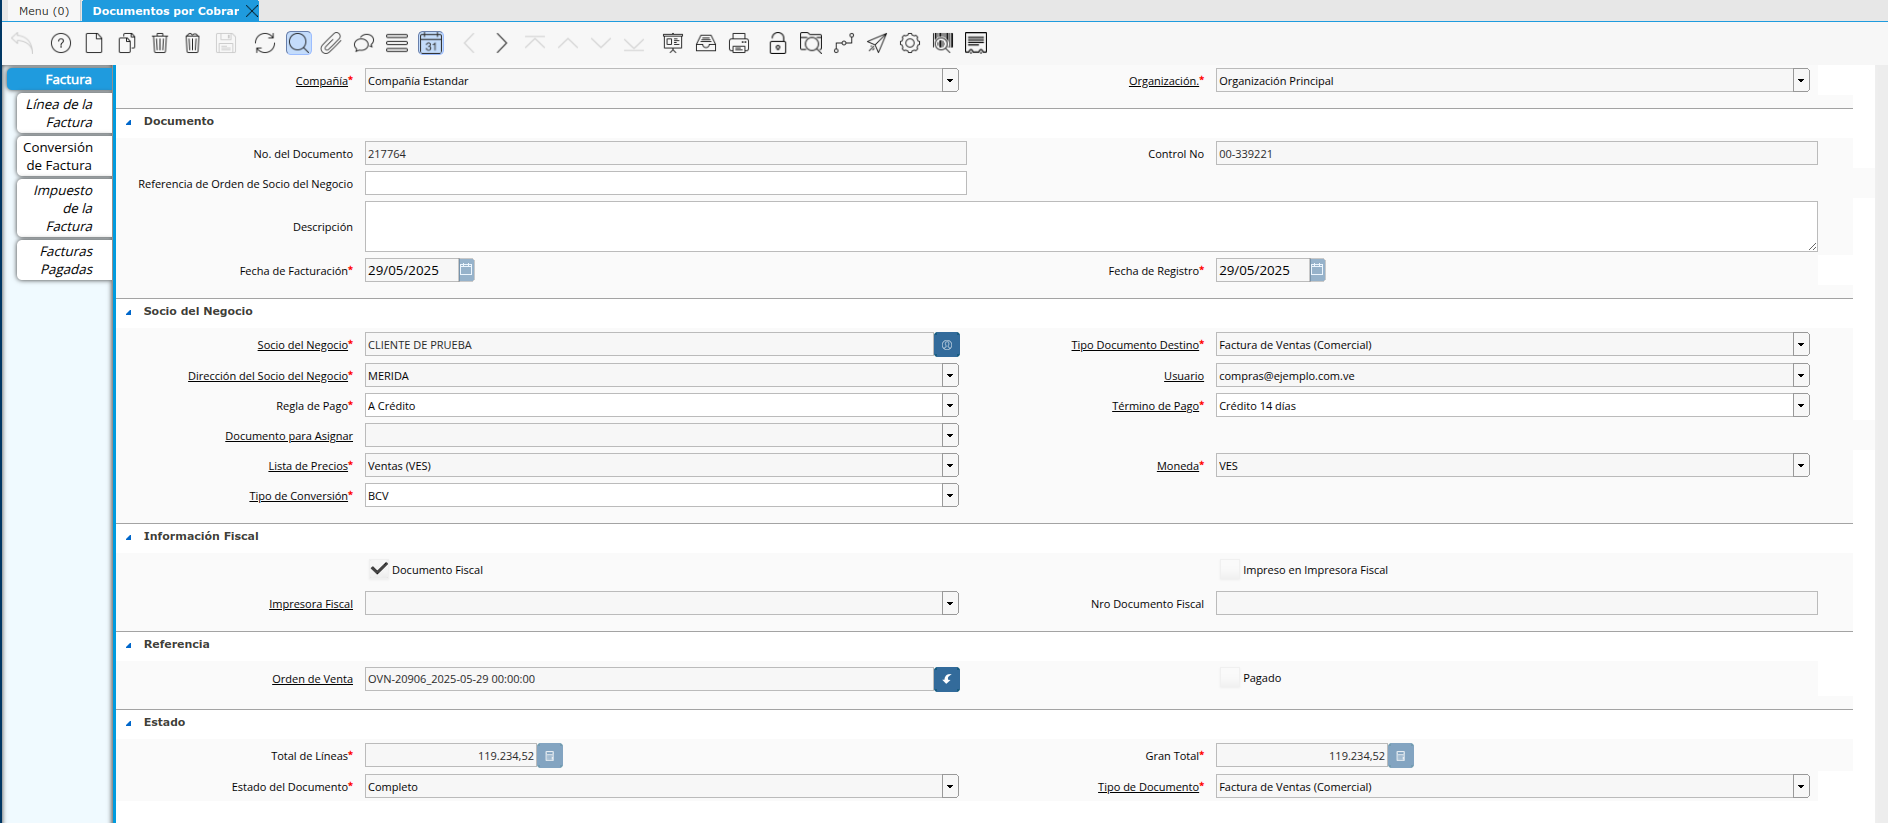 Menu (0) Documentos por Cobrar
31
Factura
Línea de la
Factura
Conversión
de Factura
Impuesto
de la
Factura
Facturas
Pagadas
Compañía* Compañía Estandar Organización.* Organización Principal
Documento
No. del Documento 217764 Control No 00-339221
Referencia de Orden de Socio del Negocio
Descripción
Fecha de Facturación* 29/05/2025 Fecha de Registro* 29/05/2025
Socio del Negocio
Socio del Negocio* CLIENTE DE PRUEBA Tipo Documento Destino* Factura de Ventas (Comercial)
Dirección del Socio del Negocio* MERIDA Usuario compras@ejemplo.com.ve
Regla de Pago* A Crédito Término de Pago* Crédito 14 días
Documento para Asignar
Lista de Precios* Ventas (VES) Moneda* VES
Tipo de Conversión* BCV
Información Fiscal
Documento Fiscal Impreso en Impresora Fiscal
Impresora Fiscal Nro Documento Fiscal
Referencia
Orden de Venta OVN-20906_2025-05-29 00:00:00 Pagado
Estado
Total de Líneas* 119.234,52 Gran Total* 119.234,52
Estado del Documento* Completo Tipo de Documento* Factura de Ventas (Comercial)